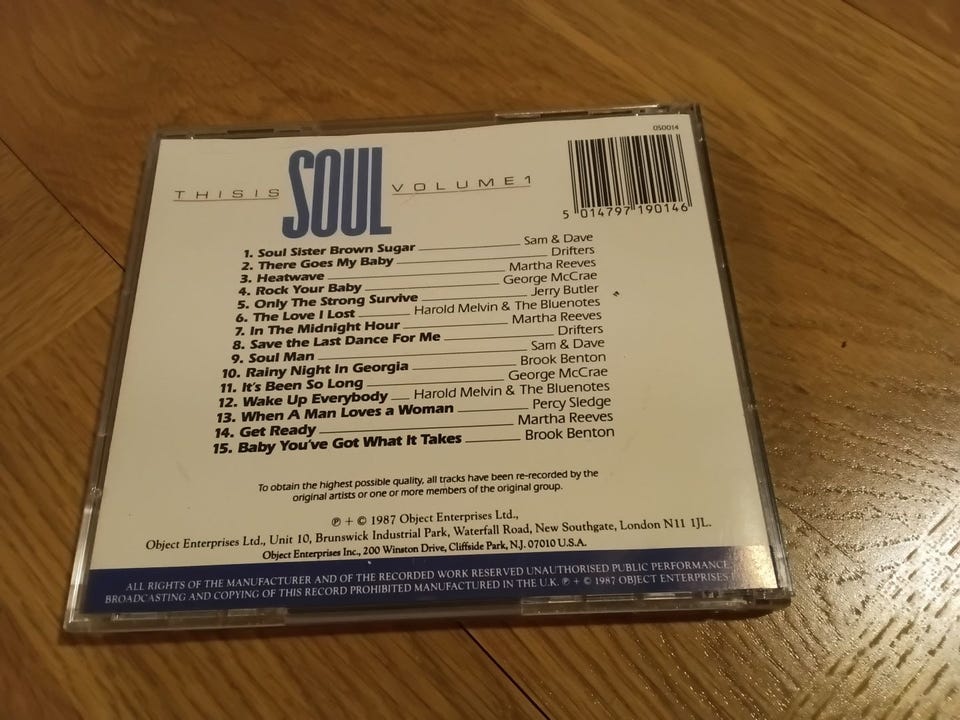 050014
THIS IS SOUL VOLUME 1
5 014797 190146
1. Soul Sister Brown Sugar Sam & Dave
2. There Goes My Baby Drifters
3. Heatwave Martha Reeves
4. Rock Your Baby George McCrae
5. Only The Strong Survive Jerry Butler
6. The Love I Lost Harold Melvin & The Bluenotes
7. In The Midnight Hour Martha Reeves
8. Save the Last Dance For Me Drifters
9. Soul Man Sam & Dave
10. Rainy Night In Georgia Brook Benton
11. It's Been So Long George McCrae
12. Wake Up Everybody Harold Melvin & The Bluenotes
13. When A Man Loves a Woman Percy Sledge
14. Get Ready Martha Reeves
15. Baby You've Got What It Takes Brook Benton
To obtain the highest possible quality, all tracks have been re-recorded by the
original artists or one or more members of the original group.
℗ + © 1987 Object Enterprises Ltd.,
Object Enterprises Ltd., Unit 10, Brunswick Industrial Park, Waterfall Road, New Southgate, London N11 1JL.
Object Enterprises Inc., 200 Winston Drive, Cliffside Park, N.J. 07010 U.S.A.
ALL RIGHTS OF THE MANUFACTURER AND OF THE RECORDED WORK RESERVED UNAUTHORISED PUBLIC PERFORMANCE,
BROADCASTING AND COPYING OF THIS RECORD PROHIBITED MANUFACTURED IN THE U.K. ℗ + © 1987 OBJECT ENTERPRISES